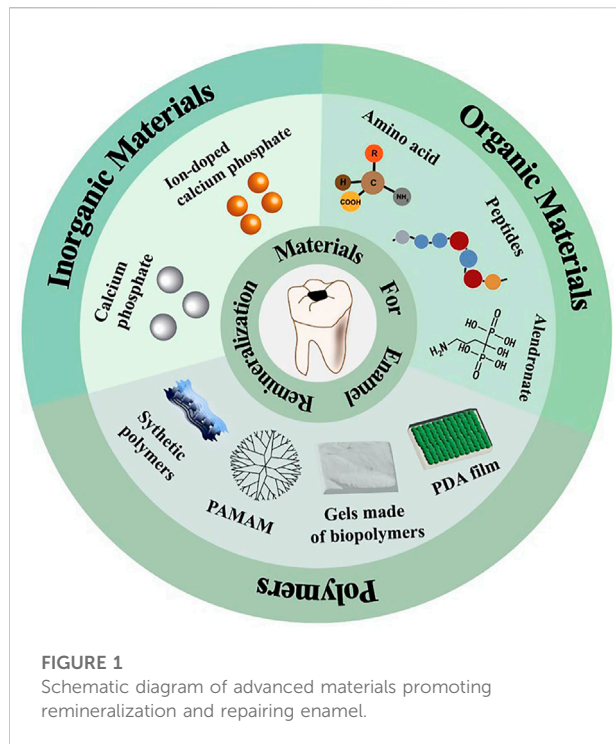 Inorganic Materials
Organic Materials
Polymers
Ion-doped
calcium phosphate
Calcium
phosphate
Amino acid
R
H
C
NH₂
COOH
Peptides
Alendronate
O
HO
P
OH
OH
H₂N
HO
P
OH
OH
O
Materials
For
Enamel
Remineralization
Sythetic
polymers
PAMAM
Gels made
of biopolymers
PDA film
FIGURE 1
Schematic diagram of advanced materials promoting
remineralization and repairing enamel.